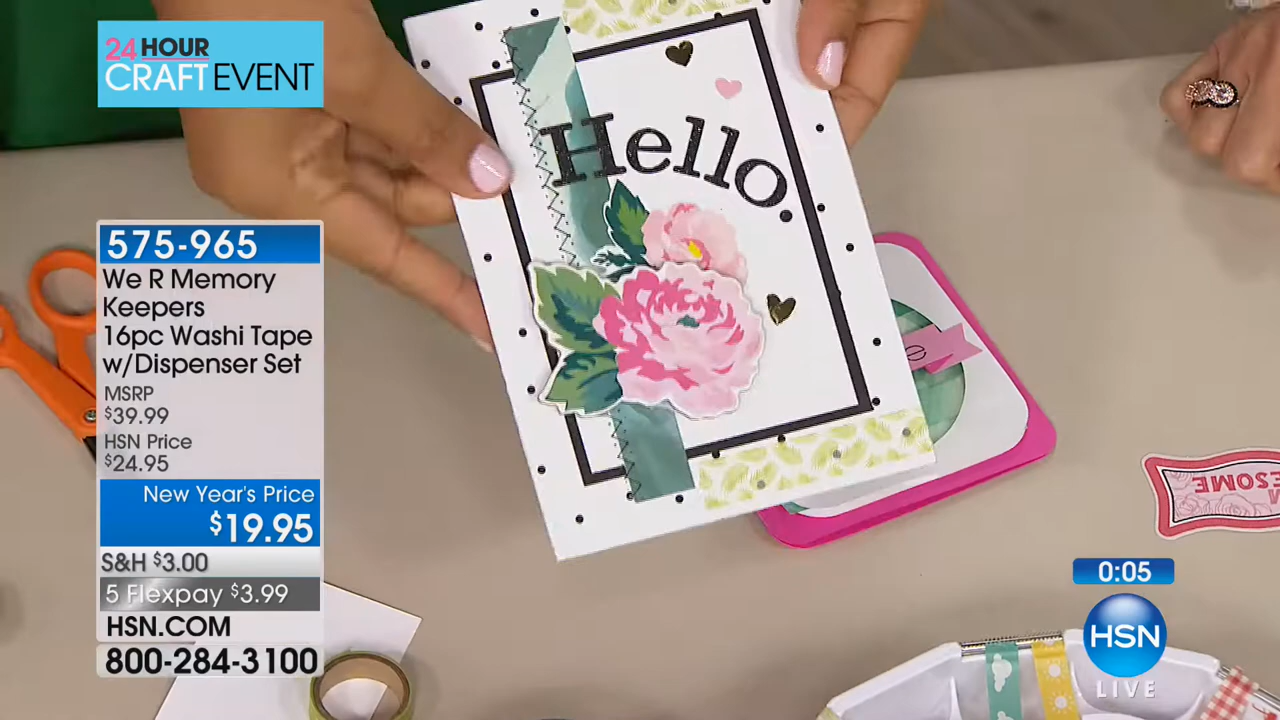 24 HOUR
CRAFT EVENT
575-965
We R Memory
Keepers
16pc Washi Tape
w/Dispenser Set
MSRP
$39.99
HSN Price
$24.95
New Year's Price
$19.95
S&H $3.00
5 Flexpay $3.99
HSN.COM
800-284-3100
Hello.
0:05
HSN
LIVE